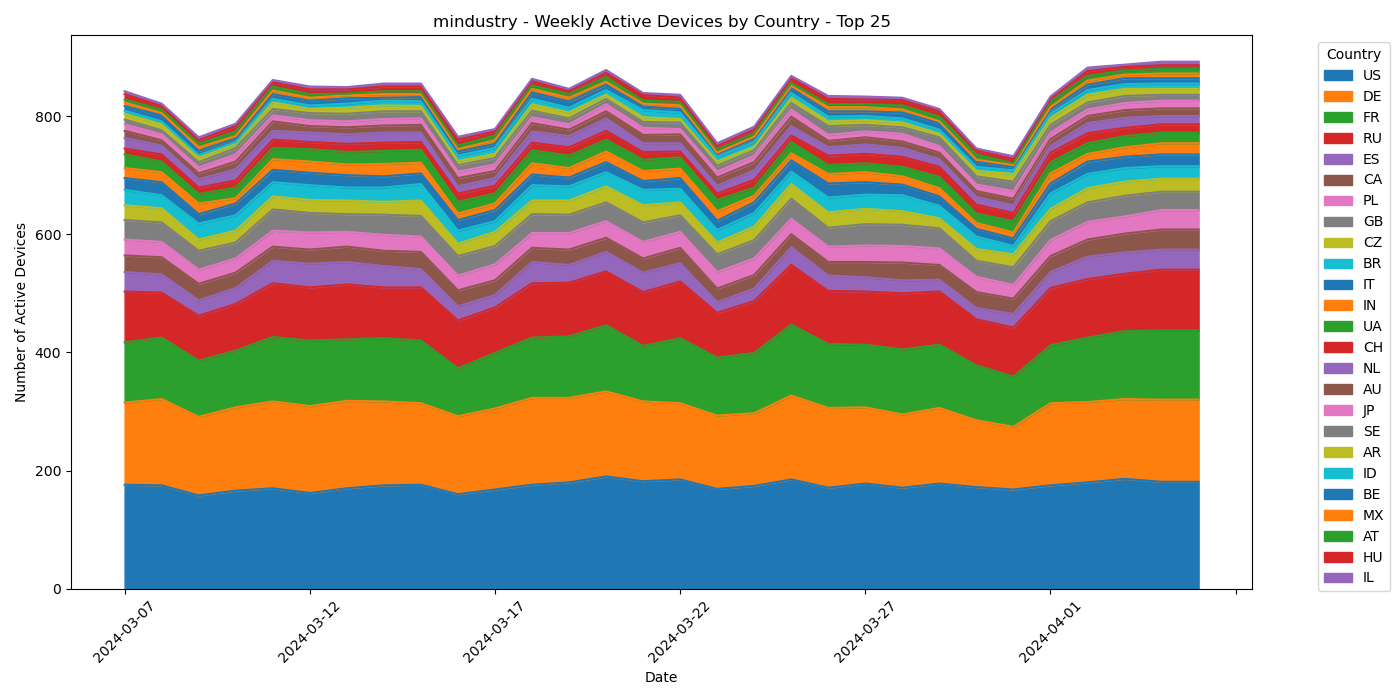 mindustry - Weekly Active Devices by Country - Top 25
Number of Active Devices
800
600
400
200
0
2024-03-07
2024-03-12
2024-03-17
2024-03-22
2024-03-27
2024-04-01
Date
Country
US
DE
FR
RU
ES
CA
PL
GB
CZ
BR
IT
IN
UA
CH
NL
AU
JP
SE
AR
ID
BE
MX
AT
HU
IL